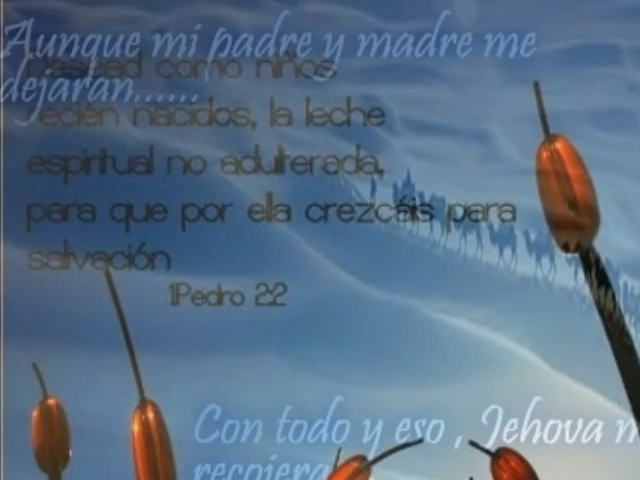 Aunque mi padre y madre me
dejaran......
Desead como niños
recién nacidos, la leche
espiritual no adulterada,
para que por ella crezcáis para
salvación
1Pedro 2:2
Con todo y eso , Jehova
recojera